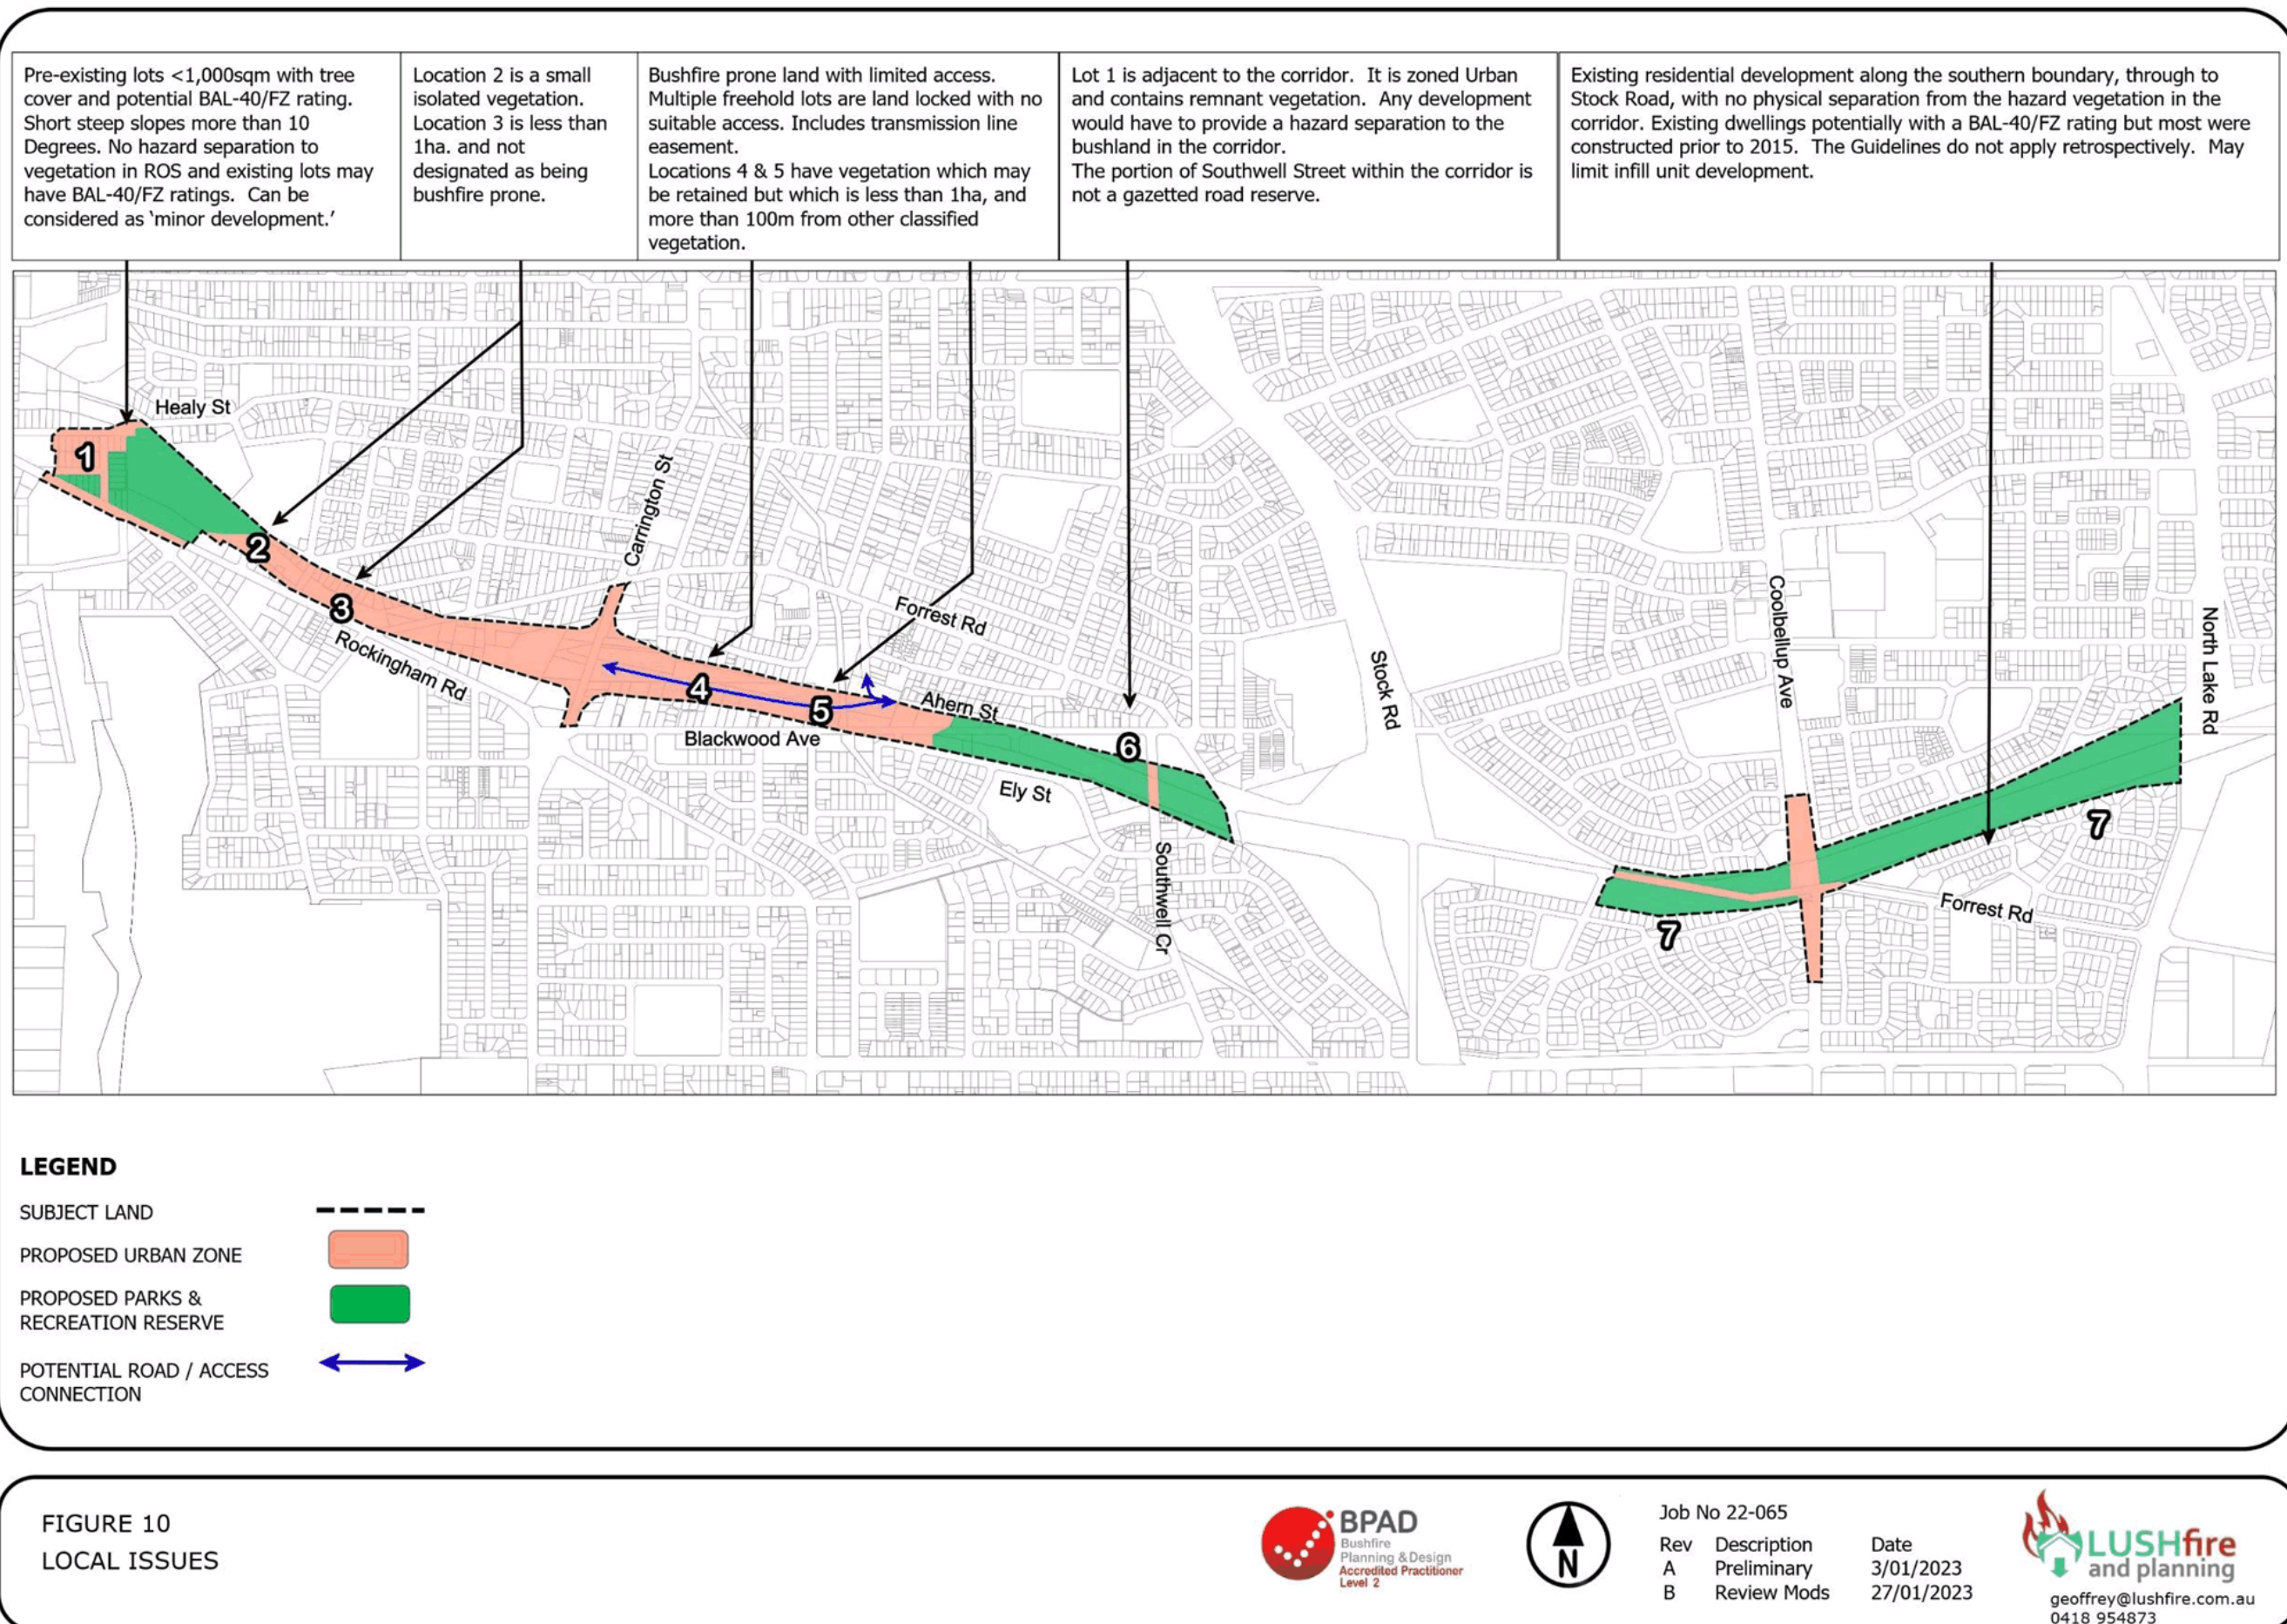 Pre-existing lots <1,000sqm with tree
cover and potential BAL-40/FZ rating.
Short steep slopes more than 10
Degrees. No hazard separation to
vegetation in ROS and existing lots may
have BAL-40/FZ ratings. Can be
considered as ‘minor development.’
Location 2 is a small
isolated vegetation.
Location 3 is less than
1ha. and not
designated as being
bushfire prone.
Bushfire prone land with limited access.
Multiple freehold lots are land locked with no
suitable access. Includes transmission line
easement.
Locations 4 & 5 have vegetation which may
be retained but which is less than 1ha, and
more than 100m from other classified
vegetation.
Lot 1 is adjacent to the corridor. It is zoned Urban
and contains remnant vegetation. Any development
would have to provide a hazard separation to the
bushland in the corridor.
The portion of Southwell Street within the corridor is
not a gazetted road reserve.
Existing residential development along the southern boundary, through to
Stock Road, with no physical separation from the hazard vegetation in the
corridor. Existing dwellings potentially with a BAL-40/FZ rating but most were
constructed prior to 2015. The Guidelines do not apply retrospectively. May
limit infill unit development.
Healy St
1
2
3
Rockingham Rd
Carrington St
4
5
Forrest Rd
Ahern St
Blackwood Ave
Ely St
6
Southwell Cr
Stock Rd
Coolbellup Ave
North Lake Rd
7
Forrest Rd
7
LEGEND
SUBJECT LAND
PROPOSED URBAN ZONE
PROPOSED PARKS &
RECREATION RESERVE
POTENTIAL ROAD / ACCESS
CONNECTION
FIGURE 10
LOCAL ISSUES
BPAD
Bushfire
Planning & Design
Accredited Practitioner
Level 2
N
Job No 22-065
Rev Description Date
A Preliminary 3/01/2023
B Review Mods 27/01/2023
LUSHfire
and planning
geoffrey@lushfire.com.au
0418 954873